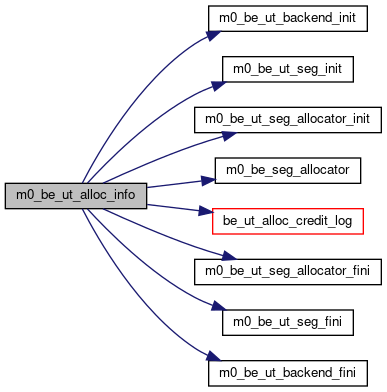 m0_be_ut_backend_init
m0_be_ut_seg_init
m0_be_ut_seg_allocator_init
m0_be_seg_allocator
m0_be_ut_alloc_info
be_ut_alloc_credit_log
m0_be_ut_seg_allocator_fini
m0_be_ut_seg_fini
m0_be_ut_backend_fini